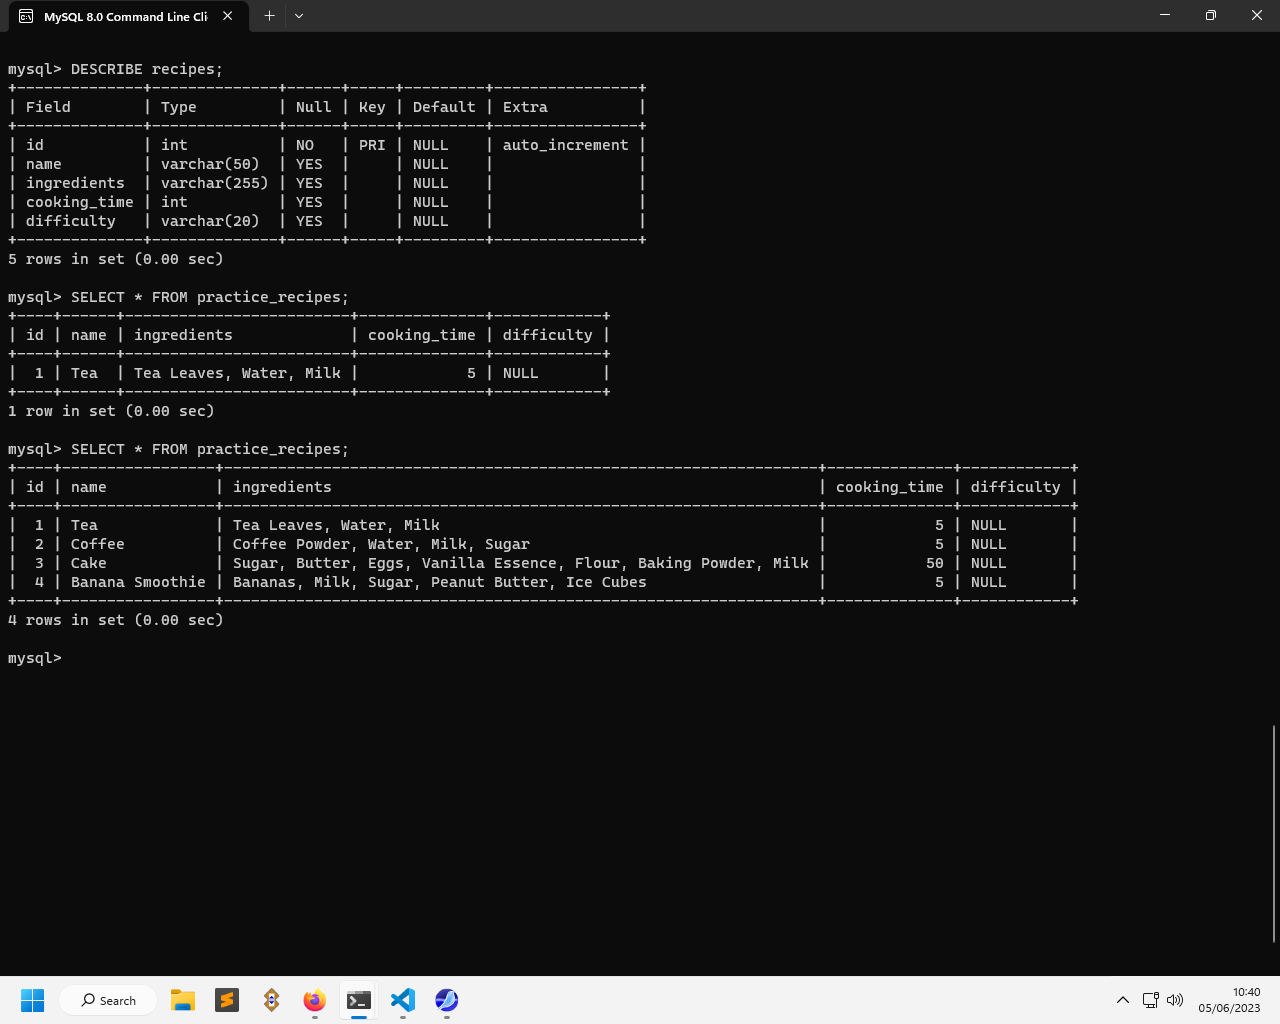 MySQL 8.0 Command Line Cli
mysql> DESCRIBE recipes;
+--------------+--------------+------+-----+---------+----------------+
| Field        | Type         | Null | Key | Default | Extra          |
+--------------+--------------+------+-----+---------+----------------+
| id           | int          | NO   | PRI | NULL    | auto_increment |
| name         | varchar(50)  | YES  |     | NULL    |                |
| ingredients  | varchar(255) | YES  |     | NULL    |                |
| cooking_time | int          | YES  |     | NULL    |                |
| difficulty   | varchar(20)  | YES  |     | NULL    |                |
+--------------+--------------+------+-----+---------+----------------+
5 rows in set (0.00 sec)
mysql> SELECT * FROM practice_recipes;
+----+------+-------------------------+--------------+------------+
| id | name | ingredients             | cooking_time | difficulty |
+----+------+-------------------------+--------------+------------+
|  1 | Tea  | Tea Leaves, Water, Milk |            5 | NULL       |
+----+------+-------------------------+--------------+------------+
1 row in set (0.00 sec)
mysql> SELECT * FROM practice_recipes;
+----+-----------------+------------------------------------------------------------------+--------------+------------+
| id | name            | ingredients                                                      | cooking_time | difficulty |
+----+-----------------+------------------------------------------------------------------+--------------+------------+
|  1 | Tea             | Tea Leaves, Water, Milk                                          |            5 | NULL       |
|  2 | Coffee          | Coffee Powder, Water, Milk, Sugar                                |            5 | NULL       |
|  3 | Cake            | Sugar, Butter, Eggs, Vanilla Essence, Flour, Baking Powder, Milk |           50 | NULL       |
|  4 | Banana Smoothie | Bananas, Milk, Sugar, Peanut Butter, Ice Cubes                   |            5 | NULL       |
+----+-----------------+------------------------------------------------------------------+--------------+------------+
4 rows in set (0.00 sec)
mysql>
Search
10:40
05/06/2023